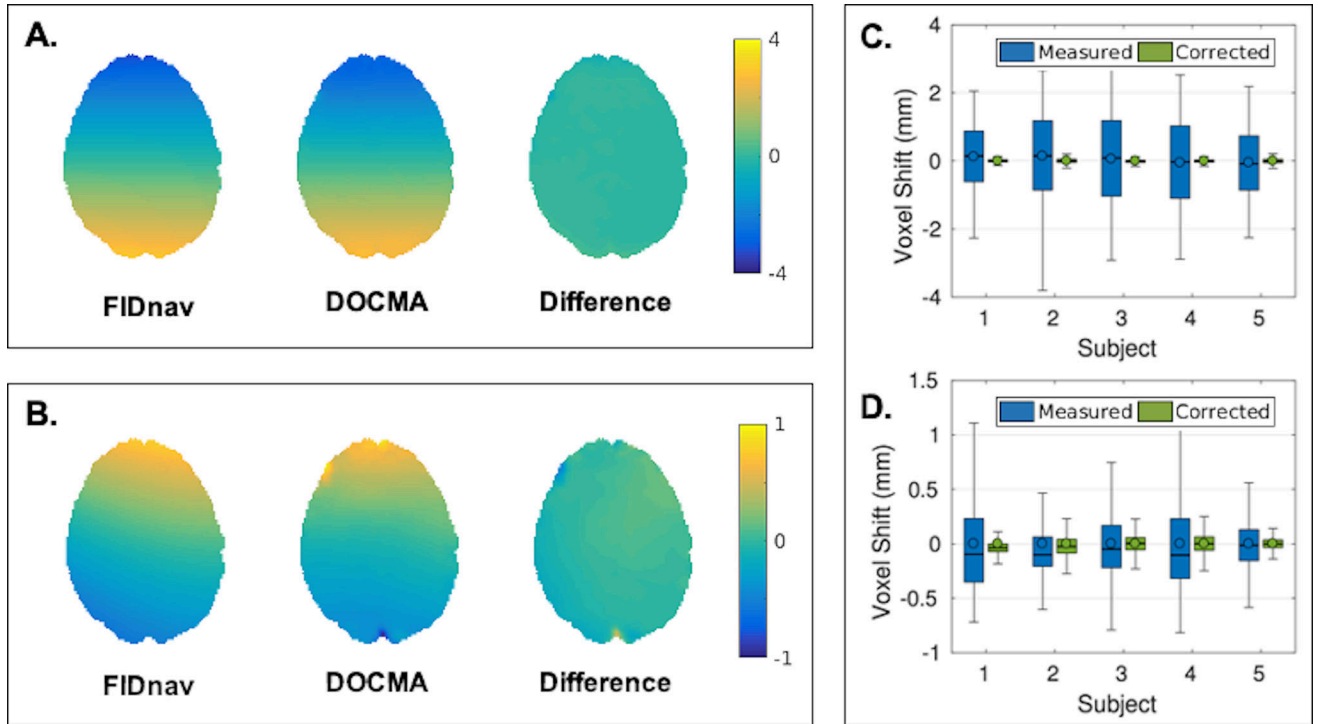 A.
4
0
-4
FIDnav DOCMA Difference
B.
1
0
-1
FIDnav DOCMA Difference
C.
Measured Corrected
4
2
0
-2
-4
Voxel Shift (mm)
1 2 3 4 5
Subject
D.
Measured Corrected
1.5
1
0.5
0
-0.5
-1
Voxel Shift (mm)
1 2 3 4 5
Subject